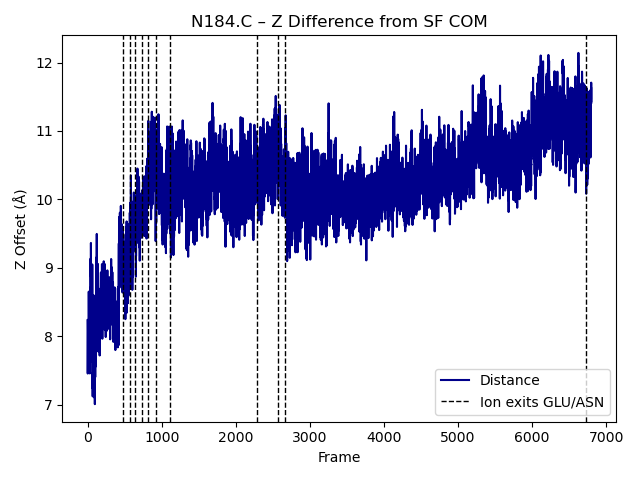 N184.C – Z Difference from SF COM
Z Offset (Å)
12
11
10
9
8
7
Distance
Ion exits GLU/ASN
0 1000 2000 3000 4000 5000 6000 7000
Frame